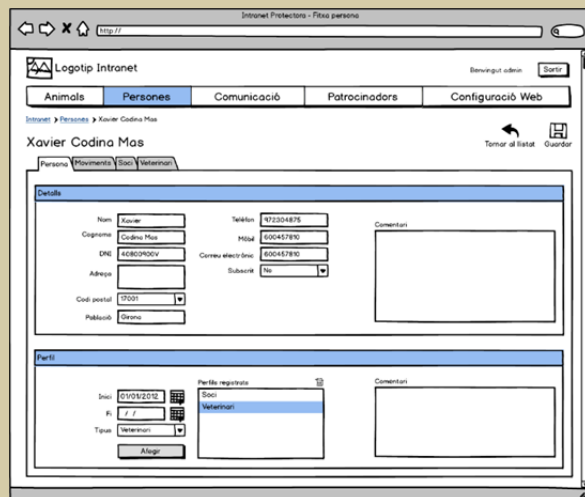 Intranet Protectora - Fitxa persona
http://
Logotip Intranet
Benvingut admin
Sortir
Animals
Persones
Comunicació
Patrocinadors
Configuració Web
Intranet > Persones > Xavier Codina Mas
Xavier Codina Mas
Tornar al llistat
Guardar
Persona
Moviments
Soci
Veterinari
Detalls
Nom Xavier
Cognoms Codina Mas
DNI 40800900V
Adreça
Codi postal 17001
Població Girona
Telèfon 972304875
Mòbil 600457810
Correu electrònic 600457810
Subscrit No
Comentari
Perfil
Inici 01/01/2012
Fi / /
Tipus Veterinari
Afegir
Perfils registrats
Soci
Veterinari
Comentari